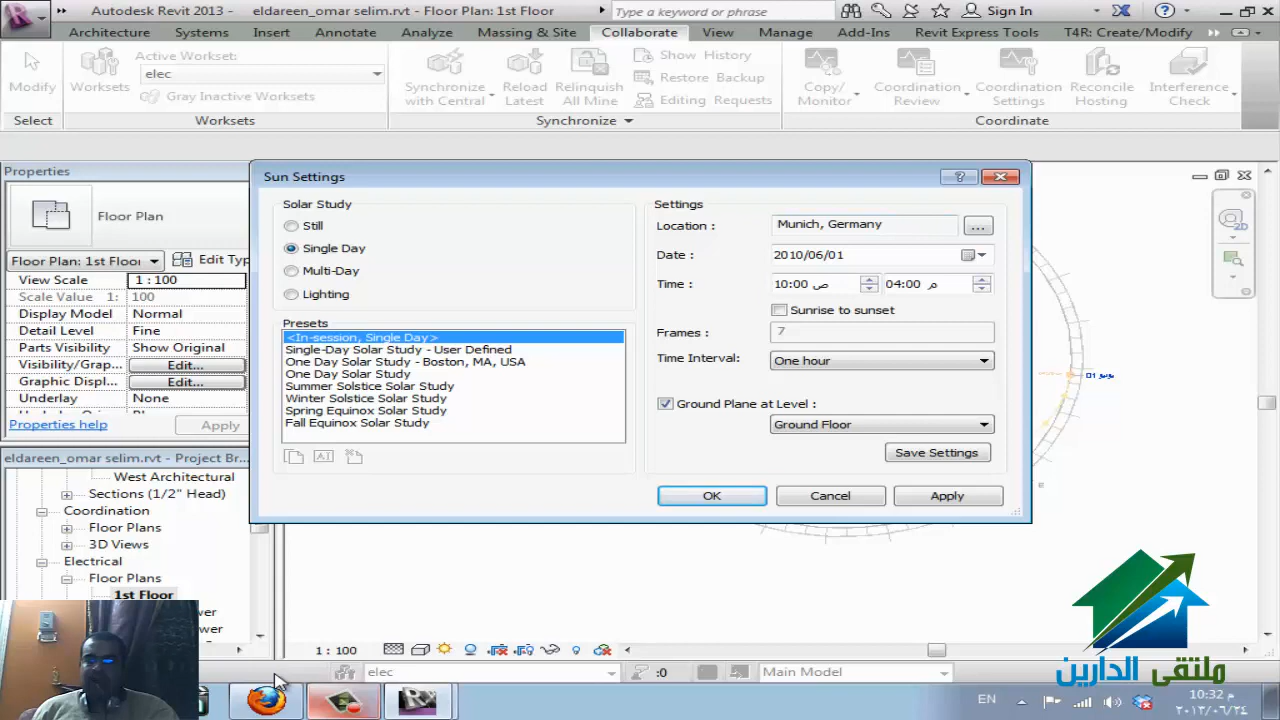 Autodesk Revit 2013 - eldareen_omar selim.rvt - Floor Plan: 1st Floor
Type a keyword or phrase
Sign In
Architecture Systems Insert Annotate Analyze Massing & Site Collaborate View Manage Add-Ins Revit Express Tools T4R: Create/Modify
Modify
Worksets
Active Workset:
elec
Gray Inactive Worksets
Synchronize with Central
Reload Latest
Relinquish All Mine
Show History
Restore Backup
Editing Requests
Copy/ Monitor
Coordination Review
Coordination Settings
Reconcile Hosting
Interference Check
Select
Worksets
Synchronize
Coordinate
Properties
Floor Plan
Floor Plan: 1st Floor
Edit Typ
View Scale 1 : 100
Scale Value 1: 100
Display Model Normal
Detail Level Fine
Parts Visibility Show Original
Visibility/Grap... Edit...
Graphic Displ... Edit...
Underlay None
Properties help
Apply
eldareen_omar selim.rvt - Project Br...
West Architectural
Sections (1/2" Head)
Coordination
Floor Plans
3D Views
Electrical
Floor Plans
1st Floor
wer
wer
Sun Settings
Solar Study
Still
Single Day
Multi-Day
Lighting
Presets
<In-session, Single Day>
Single-Day Solar Study - User Defined
One Day Solar Study - Boston, MA, USA
One Day Solar Study
Summer Solstice Solar Study
Winter Solstice Solar Study
Spring Equinox Solar Study
Fall Equinox Solar Study
Settings
Location : Munich, Germany ...
Date : 2010/06/01
Time : 10:00 ص 04:00 م
Sunrise to sunset
Frames : 7
Time Interval: One hour
Ground Plane at Level :
Ground Floor
Save Settings
OK Cancel Apply
01 يونيو
1 : 100
elec
:0
Main Model
ملتقى الدارين
EN
10:32 م
٢٠١٣/٠٦/٢٤